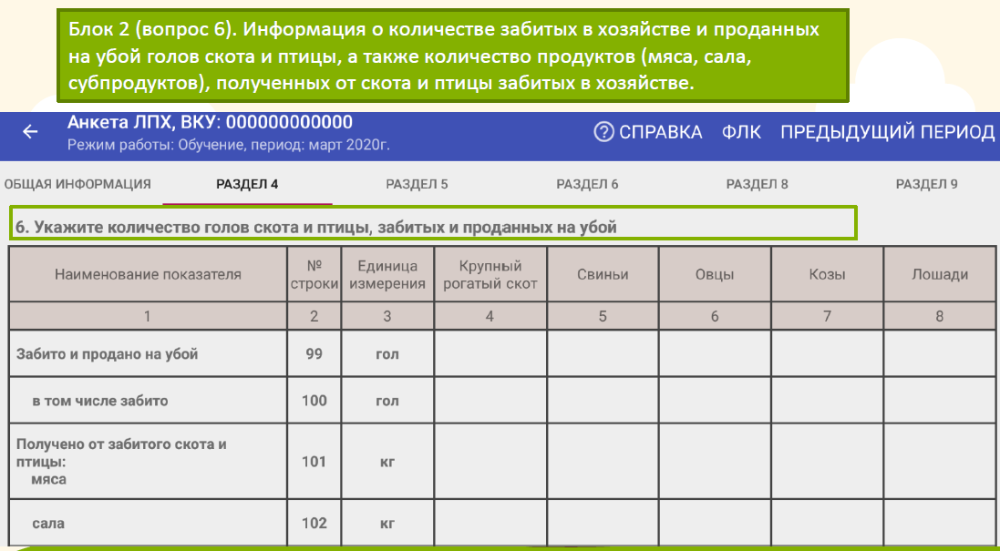 Блок 2 (вопрос 6). Информация о количестве забитых в хозяйстве и проданных
на убой голов скота и птицы, а также количество продуктов (мяса, сала,
субпродуктов), полученных от скота и птицы забитых в хозяйстве.
Анкета ЛПХ, ВКУ: 000000000000
Режим работы: Обучение, период: март 2020г.
СПРАВКА ФЛК ПРЕДЫДУЩИЙ ПЕРИОД
ОБЩАЯ ИНФОРМАЦИЯ РАЗДЕЛ 4 РАЗДЕЛ 5 РАЗДЕЛ 6 РАЗДЕЛ 8 РАЗДЕЛ 9
6. Укажите количество голов скота и птицы, забитых и проданных на убой
Наименование показателя № строки Единица измерения Крупный рогатый скот Свиньи Овцы Козы Лошади
1 2 3 4 5 6 7 8
Забито и продано на убой 99 гол
в том числе забито 100 гол
Получено от забитого скота и
птицы:
мяса 101 кг
сала 102 кг